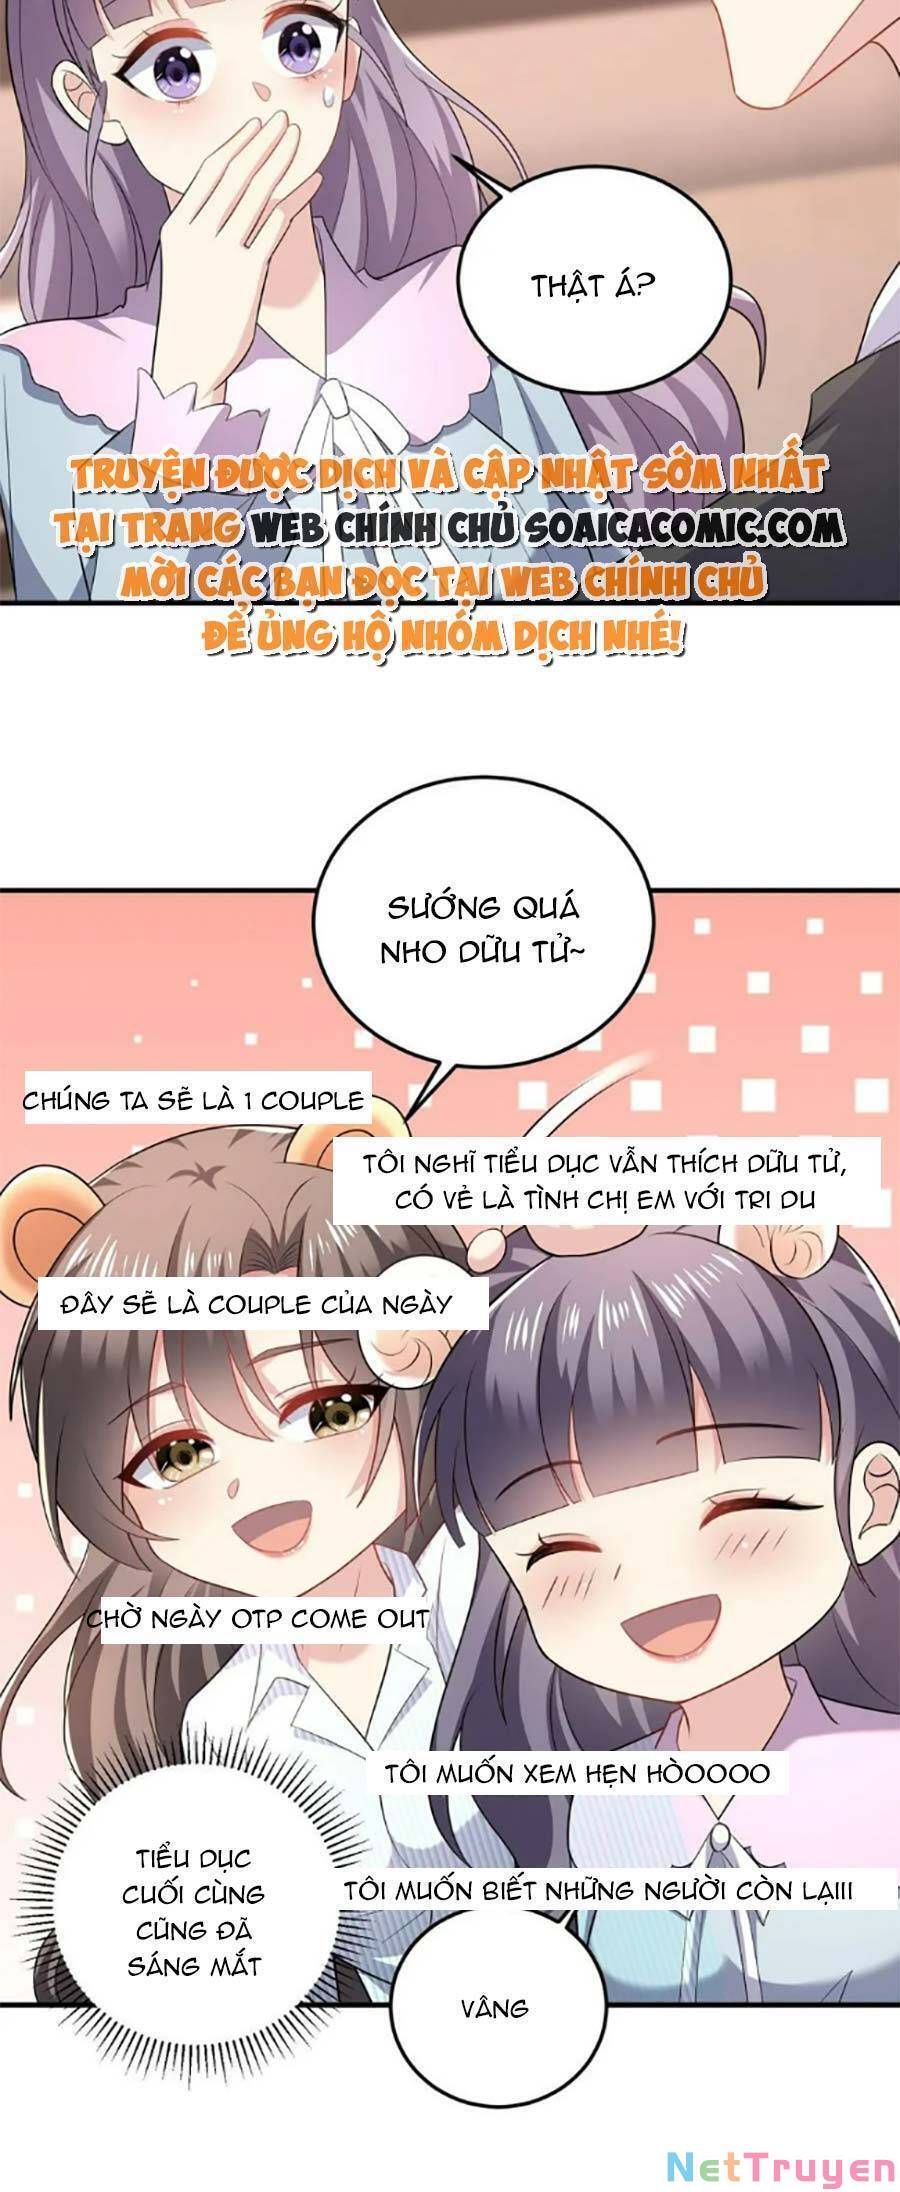 THẬT Á?
TRUYỆN ĐƯỢC DỊCH VÀ CẬP NHẬT SỚM NHẤT
TẠI TRANG WEB CHÍNH CHỦ SOAICACOMIC.COM
MỜI CÁC BẠN ĐỌC TẠI WEB CHÍNH CHỦ
ĐỂ ỦNG HỘ NHÓM DỊCH NHÉ!
SƯỚNG QUÁ
NHO DỮU TỬ~
CHÚNG TA SẼ LÀ 1 COUPLE
TÔI NGHĨ TIỂU DỤC VẪN THÍCH DỮU TỬ,
CÓ VẺ LÀ TÌNH CHỊ EM VỚI TRI DU
ĐÂY SẼ LÀ COUPLE CỦA NGÀY
CHỜ NGÀY OTP COME OUT
TÔI MUỐN XEM HẸN HÒOOOO
TIỂU DỤC
CUỐI CÙNG
CŨNG ĐÃ
SÁNG MẮT
TÔI MUỐN BIẾT NHỮNG NGƯỜI CÒN LẠIII
VÂNG
NetTruyen